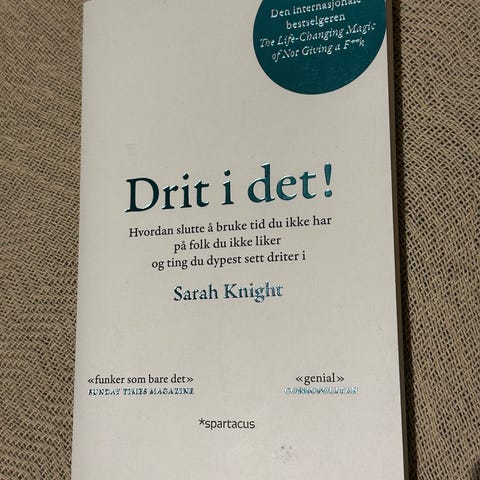 Den internasjonale
bestselgeren
The Life-Changing Magic
of Not Giving a F**k
Drit i det!
Hvordan slutte å bruke tid du ikke har
på folk du ikke liker
og ting du dypest sett driter i
Sarah Knight
«funker som bare det» «genial»
SUNDAY TIMES MAGAZINE COSMOPOLITAN
*spartacus